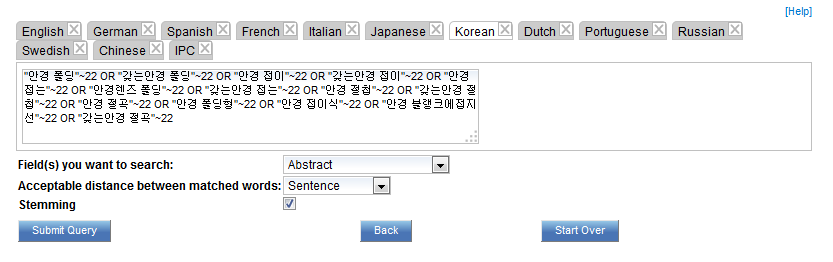 [Help]
English German Spanish French Italian Japanese Korean Dutch Portuguese Russian
Swedish Chinese IPC
"안경 폴딩"~22 OR "갖는안경 폴딩"~22 OR "안경 접이"~22 OR "갖는안경 접이"~22 OR "안경
접는"~22 OR "안경렌즈 폴딩"~22 OR "갖는안경 접는"~22 OR "안경 절첩"~22 OR "갖는안경 절
첩"~22 OR "안경 절곡"~22 OR "안경 폴딩형"~22 OR "안경 접이식"~22 OR "안경 블랭크에접지
선"~22 OR "갖는안경 절곡"~22
Field(s) you want to search: Abstract
Acceptable distance between matched words: Sentence
Stemming
Submit Query Back Start Over